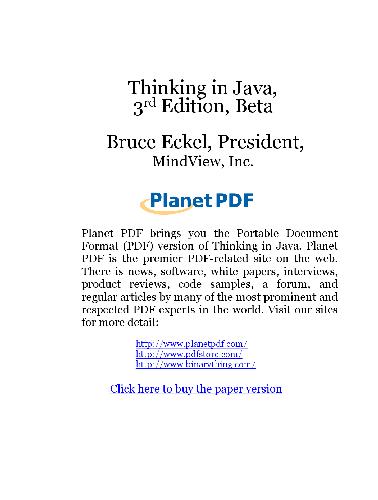 Thinking in Java,
3rd Edition, Beta
Bruce Eckel, President,
MindView, Inc.
Planet PDF
Planet PDF brings you the Portable Document
Format (PDF) version of Thinking in Java. Planet
PDF is the premier PDF-related site on the web.
There is news, software, white papers, interviews,
product reviews, code samples, a forum, and
regular articles by many of the most prominent and
respected PDF experts in the world. Visit our sites
for more detail:
http://www.planetpdf.com/
http://www.pdfstore.com/
http://www.binarything.com/
Click here to buy the paper version